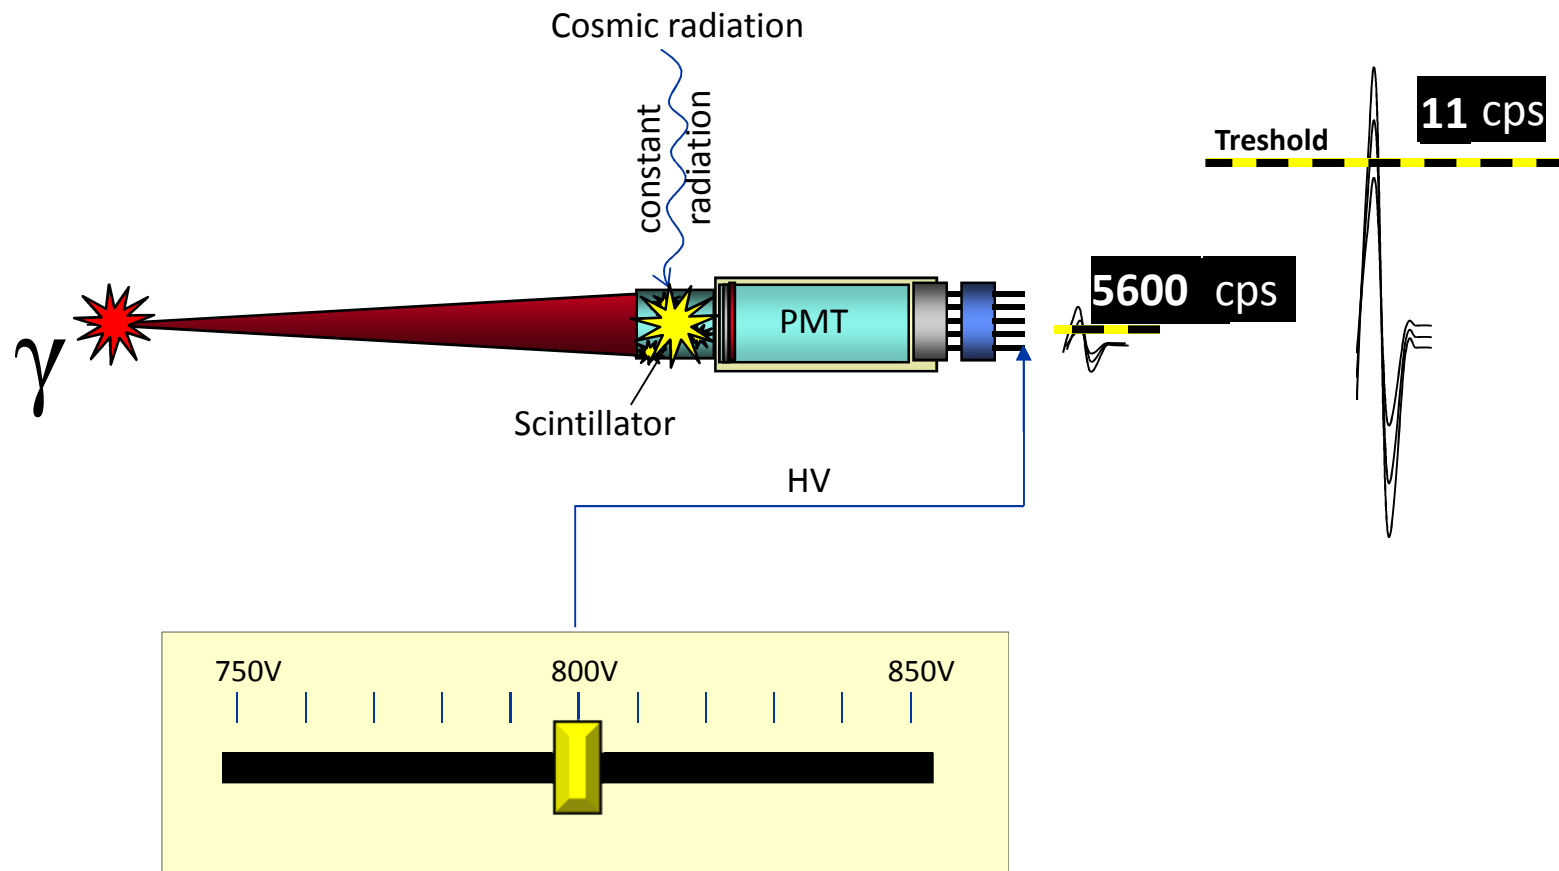 Cosmic radiation
constant
radiation
11 cps
Treshold
5600 cps
PMT
γ
Scintillator
HV
750V 800V 850V